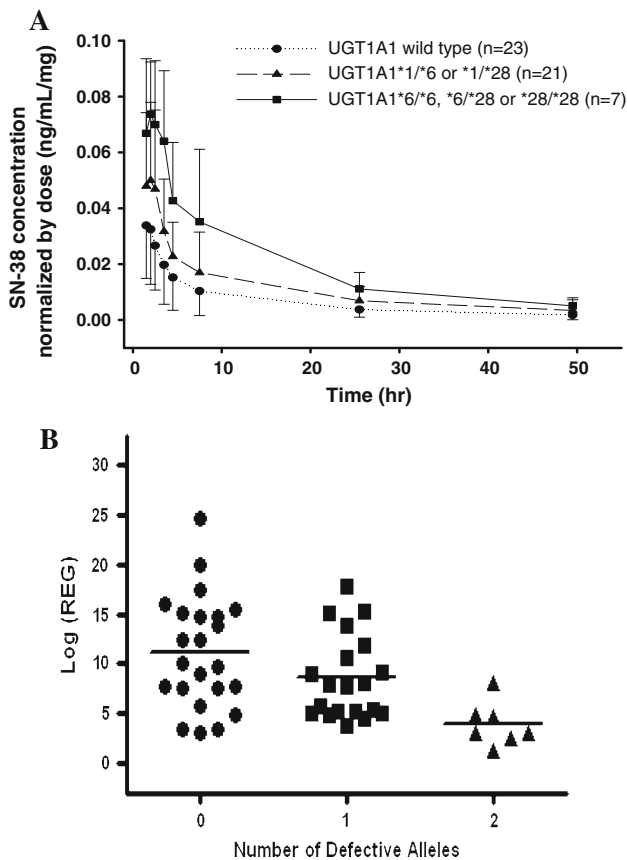 A
UGT1A1 wild type (n=23)
UGT1A1*1/*6 or *1/*28 (n=21)
UGT1A1*6/*6, *6/*28 or *28/*28 (n=7)
SN-38 concentration
normalized by dose (ng/mL/mg)
0.10
0.08
0.06
0.04
0.02
0.00
0 10 20 30 40 50
Time (hr)
B
Log (REG)
30
25
20
15
10
5
0
0 1 2
Number of Defective Alleles